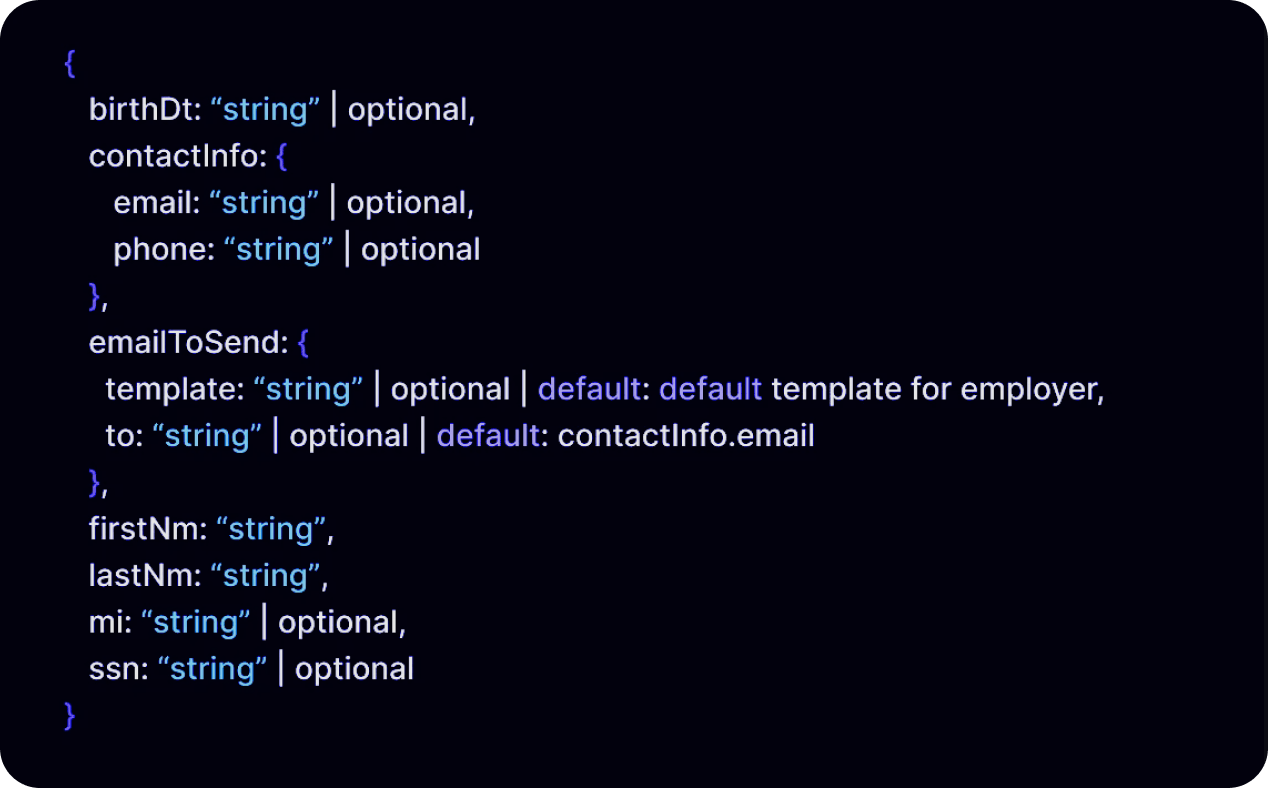 {
birthDt: “string” | optional,
contactInfo: {
email: “string” | optional,
phone: “string” | optional
},
emailToSend: {
template: “string” | optional | default: default template for employer,
to: “string” | optional | default: contactInfo.email
},
firstNm: “string”,
lastNm: “string”,
mi: “string” | optional,
ssn: “string” | optional
}